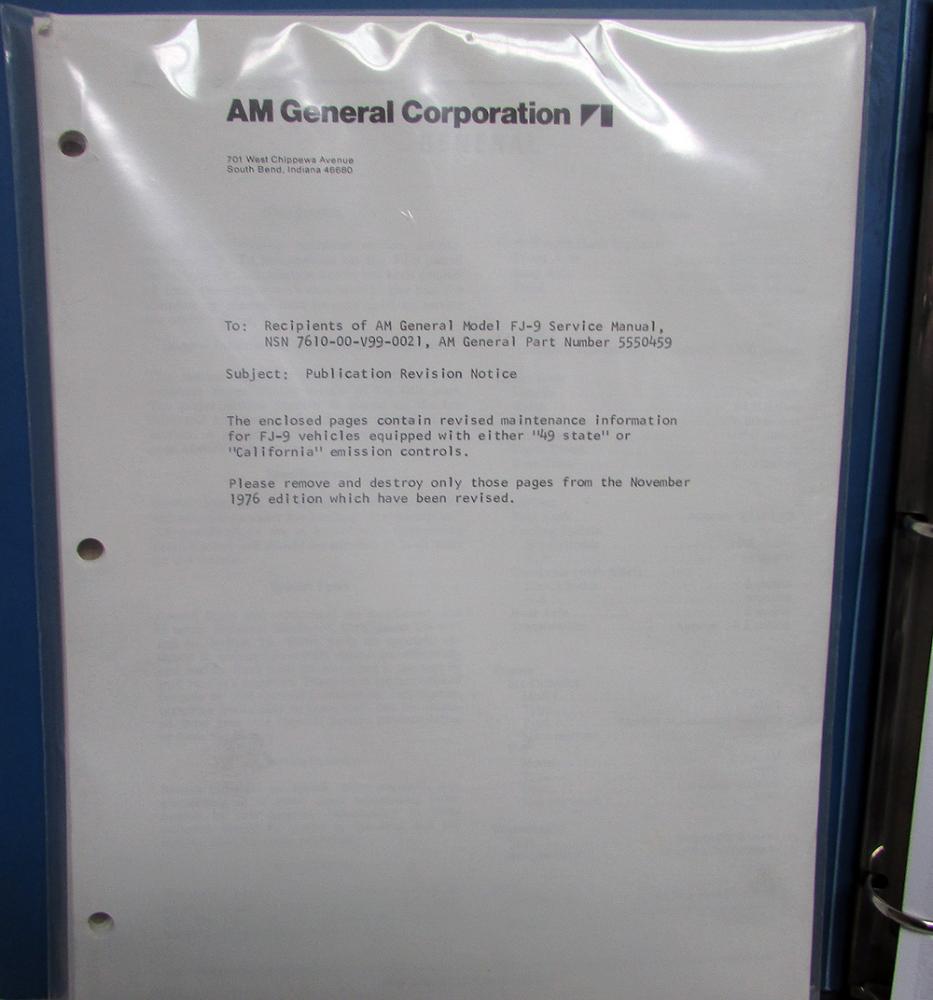 AM General Corporation
701 West Chippewa Avenue
South Bend, Indiana 46680
To: Recipients of AM General Model FJ-9 Service Manual,
NSN 7610-00-V99-0021, AM General Part Number 5550459
Subject: Publication Revision Notice
The enclosed pages contain revised maintenance information
for FJ-9 vehicles equipped with either "49 state" or
"California" emission controls.
Please remove and destroy only those pages from the November
1976 edition which have been revised.